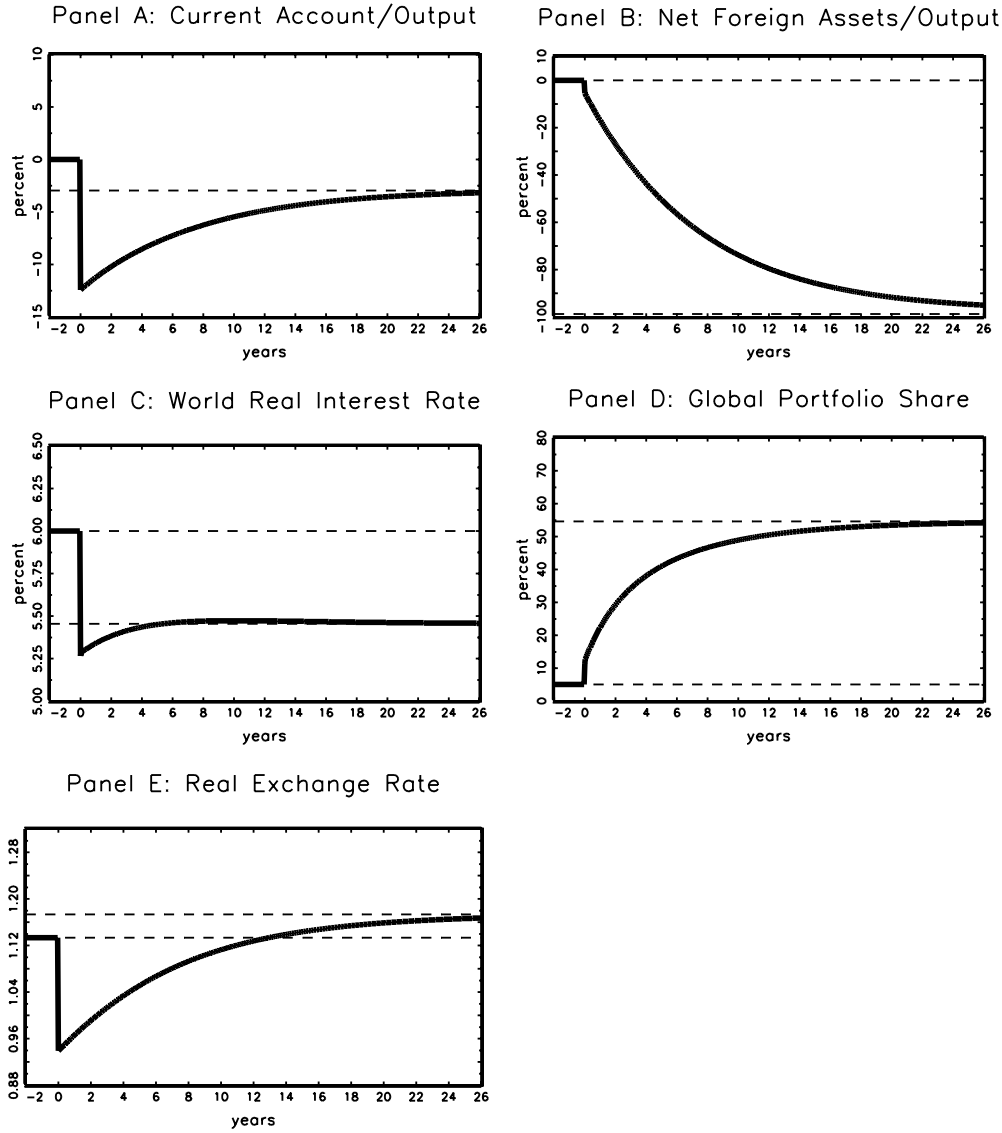 Panel A: Current Account/Output
10
5
0
-5
-10
-15
percent
-2 0 2 4 6 8 10 12 14 16 18 20 22 24 26
years
Panel B: Net Foreign Assets/Output
10
0
-20
-40
-60
-80
-100
percent
-2 0 2 4 6 8 10 12 14 16 18 20 22 24 26
years
Panel C: World Real Interest Rate
6.50
6.25
6.00
5.75
5.50
5.25
5.00
percent
-2 0 2 4 6 8 10 12 14 16 18 20 22 24 26
years
Panel D: Global Portfolio Share
80
70
60
50
40
30
20
10
0
percent
-2 0 2 4 6 8 10 12 14 16 18 20 22 24 26
years
Panel E: Real Exchange Rate
1.28
1.20
1.12
1.04
0.96
0.88
-2 0 2 4 6 8 10 12 14 16 18 20 22 24 26
years